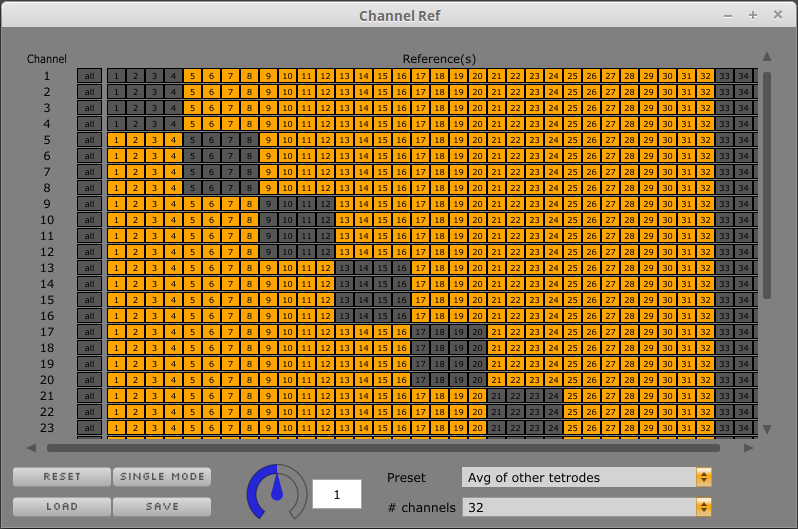 Channel Ref
Channel Reference(s)
1 all 1 2 3 4 5 6 7 8 9 10 11 12 13 14 15 16 17 18 19 20 21 22 23 24 25 26 27 28 29 30 31 32 33 34
2 all 1 2 3 4 5 6 7 8 9 10 11 12 13 14 15 16 17 18 19 20 21 22 23 24 25 26 27 28 29 30 31 32 33 34
3 all 1 2 3 4 5 6 7 8 9 10 11 12 13 14 15 16 17 18 19 20 21 22 23 24 25 26 27 28 29 30 31 32 33 34
4 all 1 2 3 4 5 6 7 8 9 10 11 12 13 14 15 16 17 18 19 20 21 22 23 24 25 26 27 28 29 30 31 32 33 34
5 all 1 2 3 4 5 6 7 8 9 10 11 12 13 14 15 16 17 18 19 20 21 22 23 24 25 26 27 28 29 30 31 32 33 34
6 all 1 2 3 4 5 6 7 8 9 10 11 12 13 14 15 16 17 18 19 20 21 22 23 24 25 26 27 28 29 30 31 32 33 34
7 all 1 2 3 4 5 6 7 8 9 10 11 12 13 14 15 16 17 18 19 20 21 22 23 24 25 26 27 28 29 30 31 32 33 34
8 all 1 2 3 4 5 6 7 8 9 10 11 12 13 14 15 16 17 18 19 20 21 22 23 24 25 26 27 28 29 30 31 32 33 34
9 all 1 2 3 4 5 6 7 8 9 10 11 12 13 14 15 16 17 18 19 20 21 22 23 24 25 26 27 28 29 30 31 32 33 34
10 all 1 2 3 4 5 6 7 8 9 10 11 12 13 14 15 16 17 18 19 20 21 22 23 24 25 26 27 28 29 30 31 32 33 34
11 all 1 2 3 4 5 6 7 8 9 10 11 12 13 14 15 16 17 18 19 20 21 22 23 24 25 26 27 28 29 30 31 32 33 34
12 all 1 2 3 4 5 6 7 8 9 10 11 12 13 14 15 16 17 18 19 20 21 22 23 24 25 26 27 28 29 30 31 32 33 34
13 all 1 2 3 4 5 6 7 8 9 10 11 12 13 14 15 16 17 18 19 20 21 22 23 24 25 26 27 28 29 30 31 32 33 34
14 all 1 2 3 4 5 6 7 8 9 10 11 12 13 14 15 16 17 18 19 20 21 22 23 24 25 26 27 28 29 30 31 32 33 34
15 all 1 2 3 4 5 6 7 8 9 10 11 12 13 14 15 16 17 18 19 20 21 22 23 24 25 26 27 28 29 30 31 32 33 34
16 all 1 2 3 4 5 6 7 8 9 10 11 12 13 14 15 16 17 18 19 20 21 22 23 24 25 26 27 28 29 30 31 32 33 34
17 all 1 2 3 4 5 6 7 8 9 10 11 12 13 14 15 16 17 18 19 20 21 22 23 24 25 26 27 28 29 30 31 32 33 34
18 all 1 2 3 4 5 6 7 8 9 10 11 12 13 14 15 16 17 18 19 20 21 22 23 24 25 26 27 28 29 30 31 32 33 34
19 all 1 2 3 4 5 6 7 8 9 10 11 12 13 14 15 16 17 18 19 20 21 22 23 24 25 26 27 28 29 30 31 32 33 34
20 all 1 2 3 4 5 6 7 8 9 10 11 12 13 14 15 16 17 18 19 20 21 22 23 24 25 26 27 28 29 30 31 32 33 34
21 all 1 2 3 4 5 6 7 8 9 10 11 12 13 14 15 16 17 18 19 20 21 22 23 24 25 26 27 28 29 30 31 32 33 34
22 all 1 2 3 4 5 6 7 8 9 10 11 12 13 14 15 16 17 18 19 20 21 22 23 24 25 26 27 28 29 30 31 32 33 34
23 all 1 2 3 4 5 6 7 8 9 10 11 12 13 14 15 16 17 18 19 20 21 22 23 24 25 26 27 28 29 30 31 32 33 34
RESET SINGLE MODE 1 Preset Avg of other tetrodes
LOAD SAVE # channels 32